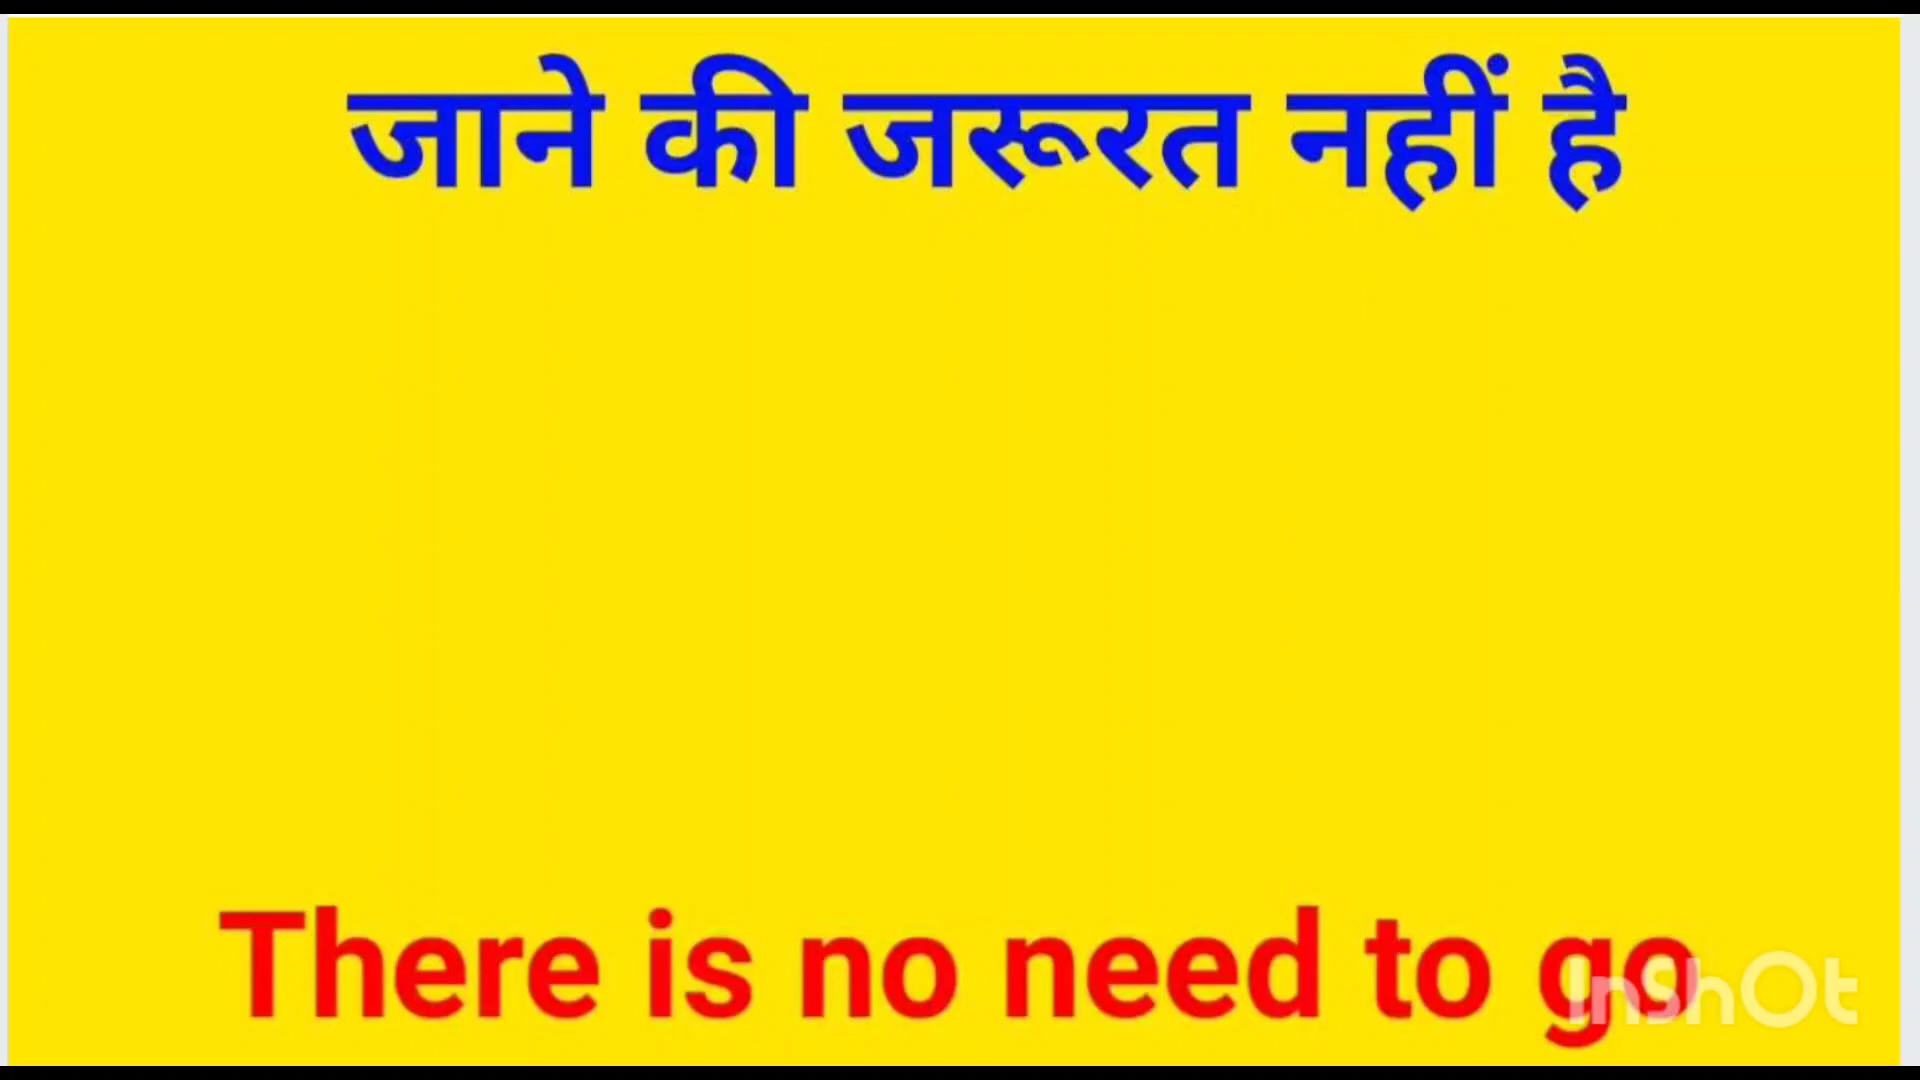 जाने की जरूरत नहीं है
There is no need to go
InShOt